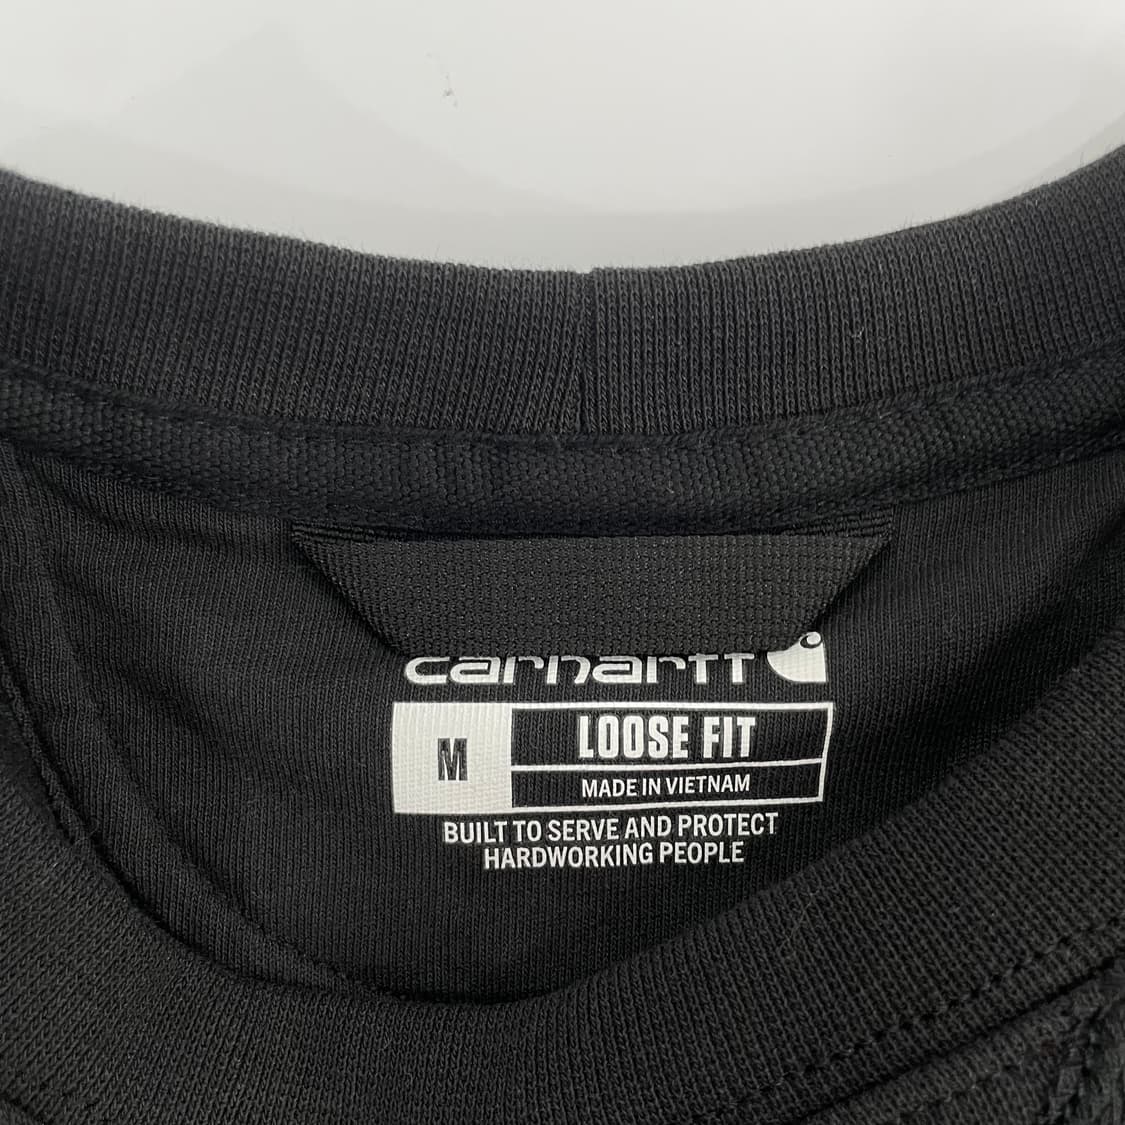 carhartt
M
LOOSE FIT
MADE IN VIETNAM
BUILT TO SERVE AND PROTECT
HARDWORKING PEOPLE